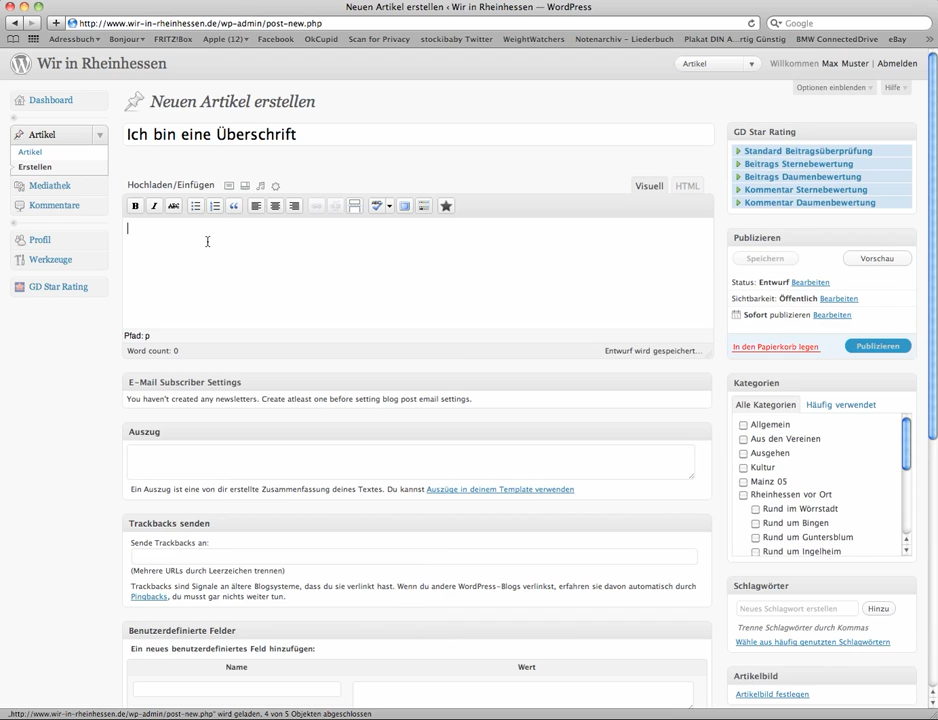 Neuen Artikel erstellen ‹ Wir in Rheinhessen — WordPress
http://www.wir-in-rheinhessen.de/wp-admin/post-new.php
Google
Adressbuch Bonjour FRITZ!Box Apple (12) Facebook OkCupid Scan for Privacy stockibaby Twitter WeightWatchers Notenarchiv - Liederbuch Plakat DIN A...rtig Günstig BMW ConnectedDrive eBay »
Wir in Rheinhessen
Artikel
Willkommen Max Muster | Abmelden
Optionen einblenden
Hilfe
Dashboard
Artikel
Artikel
Erstellen
Mediathek
Kommentare
Profil
Werkzeuge
GD Star Rating
Neuen Artikel erstellen
Ich bin eine Überschrift
Hochladen/Einfügen
Visuell
HTML
B I ABC
Pfad: p
Word count: 0
Entwurf wird gespeichert...
E-Mail Subscriber Settings
You haven't created any newsletters. Create atleast one before setting blog post email settings.
Auszug
Ein Auszug ist eine von dir erstellte Zusammenfassung deines Textes. Du kannst Auszüge in deinem Template verwenden
Trackbacks senden
Sende Trackbacks an:
(Mehrere URLs durch Leerzeichen trennen)
Trackbacks sind Signale an ältere Blogsysteme, dass du sie verlinkt hast. Wenn du andere WordPress-Blogs verlinkst, erfahren sie davon automatisch durch
Pingbacks, du musst gar nichts weiter tun.
Benutzerdefinierte Felder
Ein neues benutzerdefiniertes Feld hinzufügen:
Name
Wert
GD Star Rating
Standard Beitragsüberprüfung
Beitrags Sternebewertung
Beitrags Daumenbewertung
Kommentar Sternebewertung
Kommentar Daumenbewertung
Publizieren
Speichern
Vorschau
Status: Entwurf Bearbeiten
Sichtbarkeit: Öffentlich Bearbeiten
Sofort publizieren Bearbeiten
In den Papierkorb legen
Publizieren
Kategorien
Alle Kategorien
Häufig verwendet
Allgemein
Aus den Vereinen
Ausgehen
Kultur
Mainz 05
Rheinhessen vor Ort
Rund im Wörrstadt
Rund um Bingen
Rund um Guntersblum
Rund um Ingelheim
Schlagwörter
Neues Schlagwort erstellen
Hinzu
Trenne Schlagwörter durch Kommas
Wähle aus häufig genutzten Schlagwörtern
Artikelbild
Artikelbild festlegen
„http://www.wir-in-rheinhessen.de/wp-admin/post-new.php“ wird geladen, 4 von 5 Objekten abgeschlossen